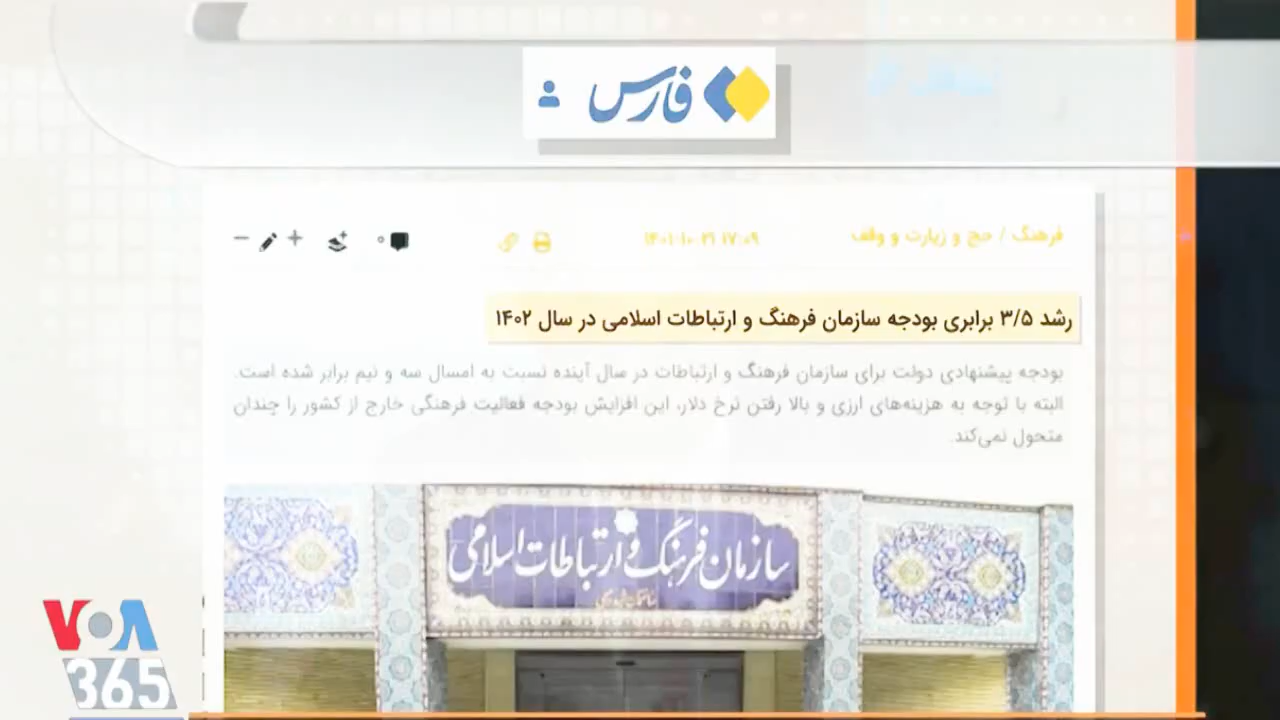 فارس
فرهنگ / حج و زیارت و وقف
۱۴۰۱-۱۰-۲۱ ۱۷:۰۹
۰
رشد ۳/۵ برابری بودجه سازمان فرهنگ و ارتباطات اسلامی در سال ۱۴۰۲
بودجه پیشنهادی دولت برای سازمان فرهنگ و ارتباطات در سال آینده نسبت به امسال سه و نیم برابر شده است.
البته با توجه به هزینه‌های ارزی و بالا رفتن نرخ دلار، این افزایش بودجه فعالیت فرهنگی خارج از کشور را چندان
متحول نمی‌کند.
سازمان فرهنگ و ارتباطات اسلامی
VOA
365